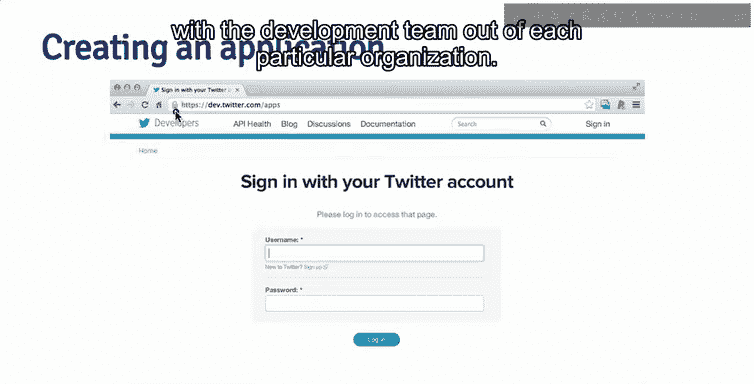 with the development team out of each
particular organization.
Creating an application
Sign in with your Twitter a
https://dev.twitter.com/apps
Developers
API Health
Blog
Discussions
Documentation
Search
Sign in
Home
Sign in with your Twitter account
Please log in to access that page.
Username: *
New to Twitter? Sign up
Password: *
Log in